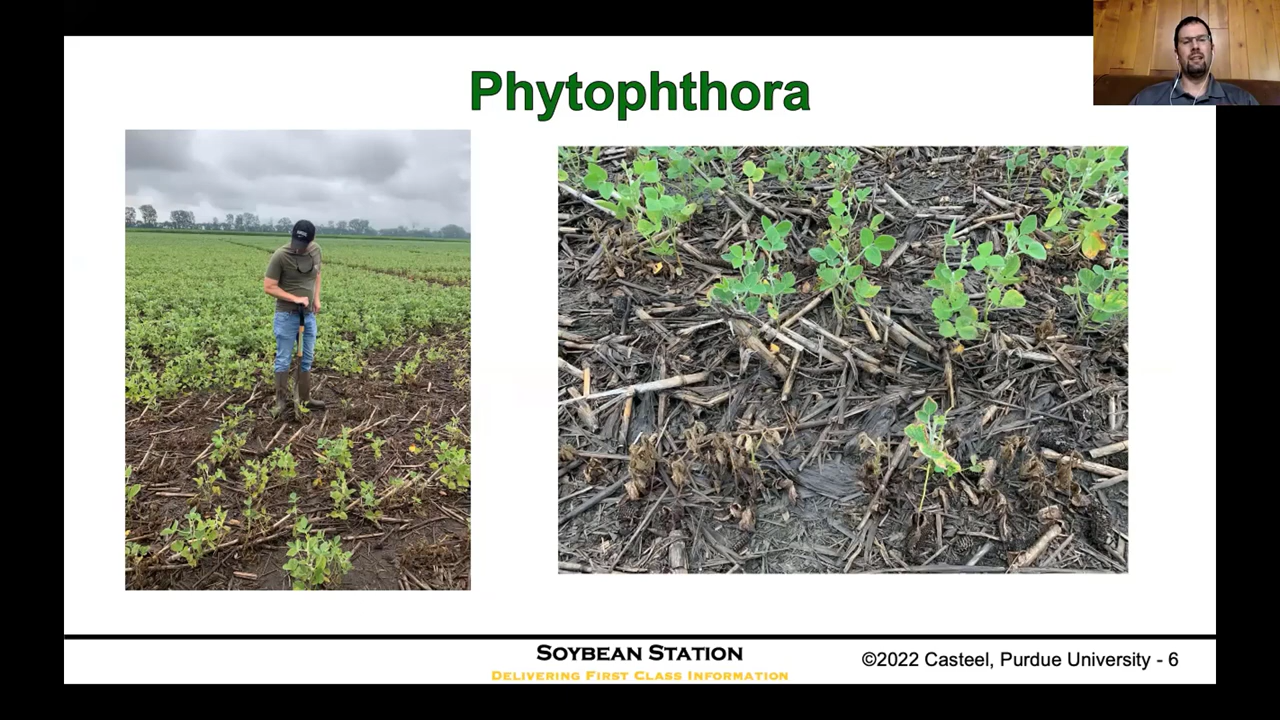 Phytophthora
Soybean Station
Delivering First Class Information
©2022 Casteel, Purdue University - 6